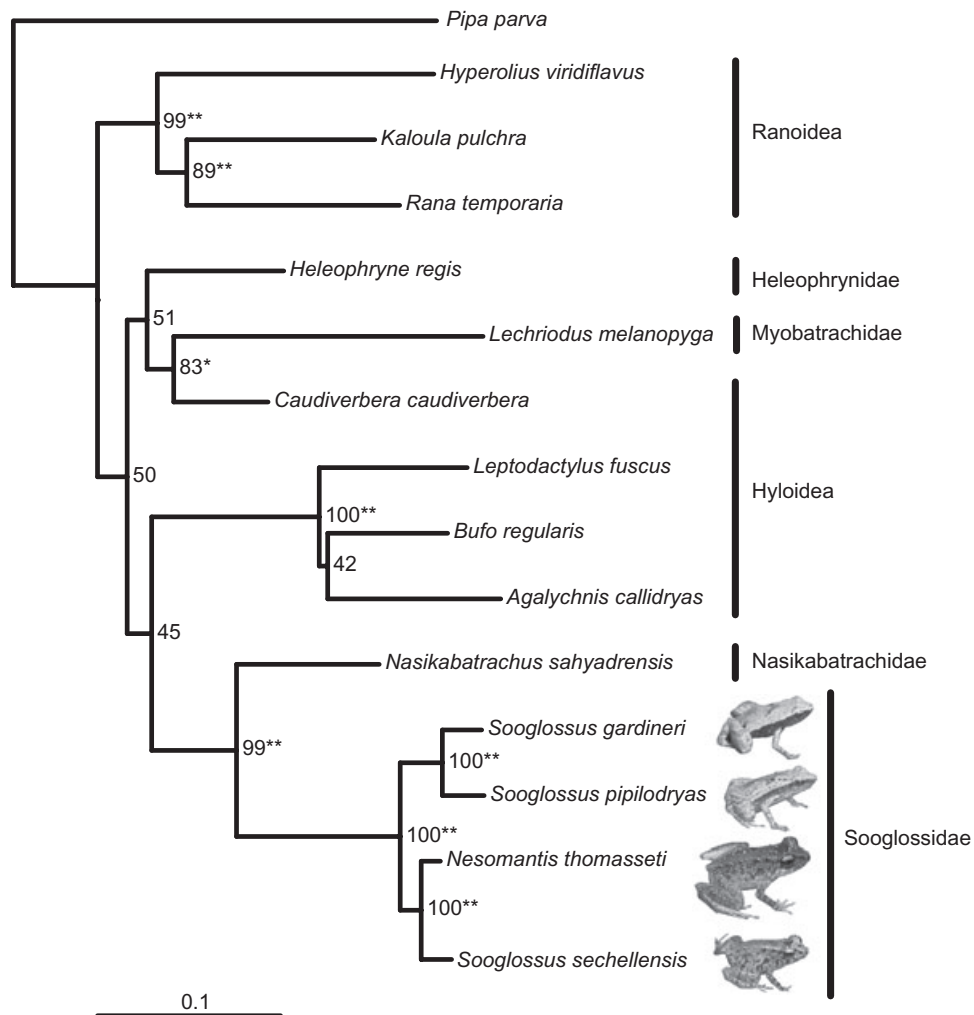 Pipa parva
Hyperolius viridiflavus
99**
Kaloula pulchra
Ranoidea
89**
Rana temporaria
Heleophryne regis
Heleophrynidae
51
Lechriodus melanopyga
Myobatrachidae
83*
Caudiverbera caudiverbera
Leptodactylus fuscus
50
Hyloidea
100**
Bufo regularis
42
Agalychnis callidryas
45
Nasikabatrachus sahyadrensis
Nasikabatrachidae
Sooglossus gardineri
99**
100**
Sooglossus pipilodryas
100**
Sooglossidae
Nesomantis thomasseti
100**
Sooglossus sechellensis
0.1